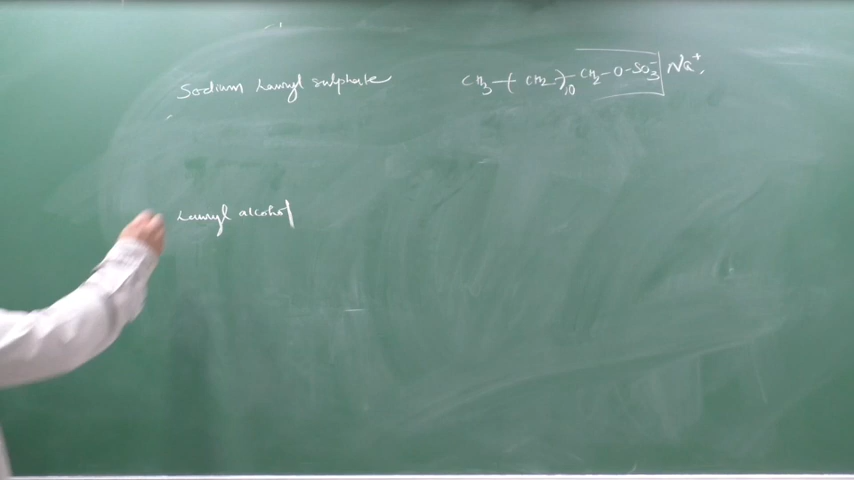 Sodium Lauryl sulphate CH₃-(CH₂)₁₀-CH₂-O-SO₃⁻ Na⁺,
Lauryl alcohol